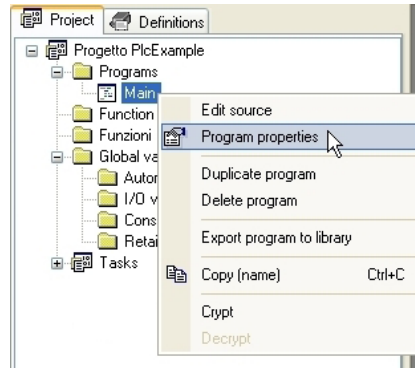 Project Definitions
Progetto PlcExample
Programs
Main
Function
Funzioni
Global va
Autor
I/O v
Cons
Retai
Tasks
Edit source
Program properties
Duplicate program
Delete program
Export program to library
Copy (name) Ctrl+C
Crypt
Decrypt